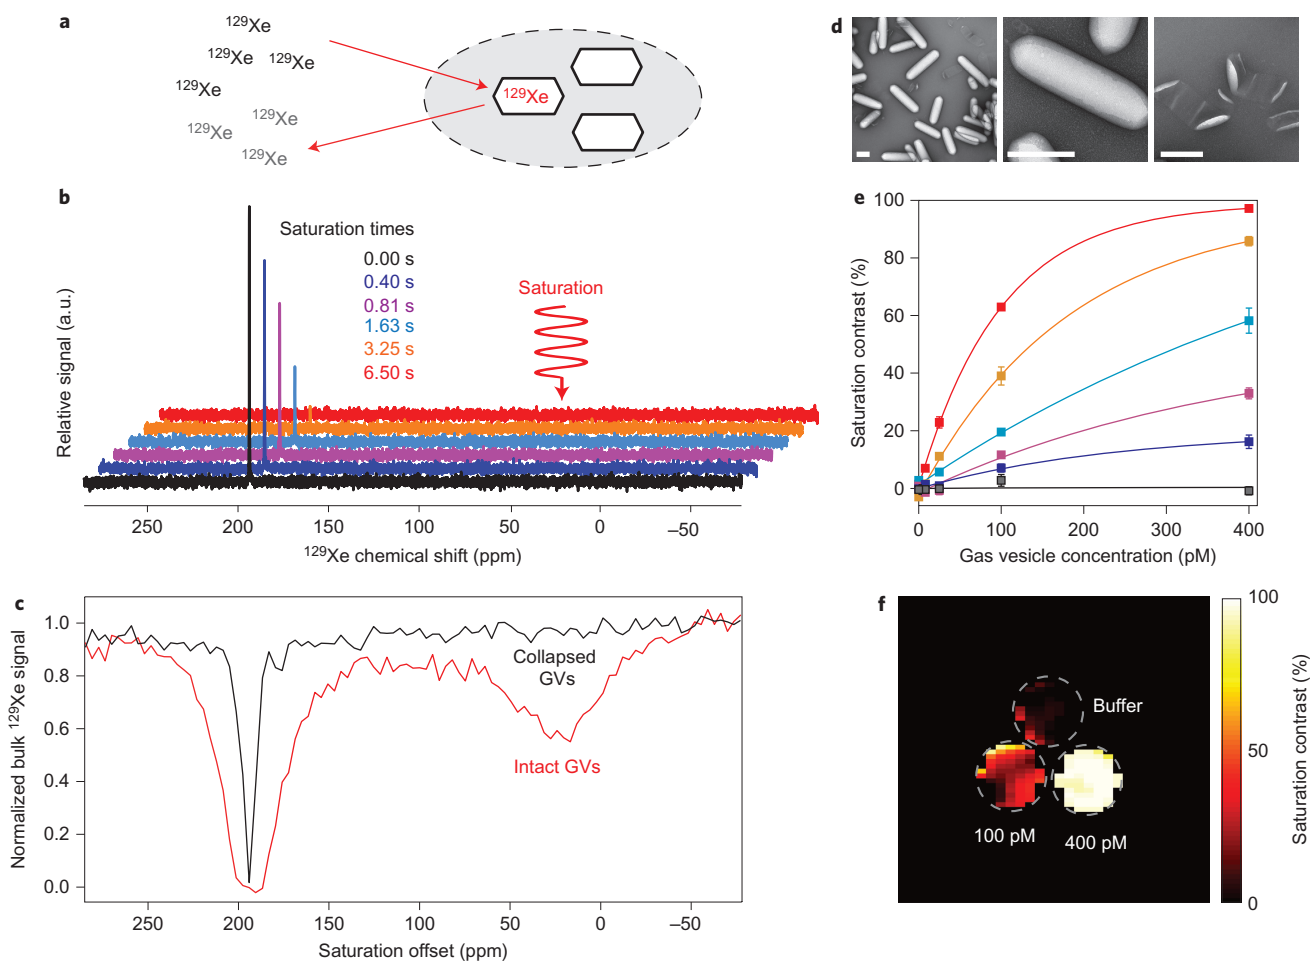 a
¹²⁹Xe
¹²⁹Xe ¹²⁹Xe
¹²⁹Xe
¹²⁹Xe
¹²⁹Xe
¹²⁹Xe
¹²⁹Xe
b
Relative signal (a.u.)
Saturation times
0.00 s
0.40 s
0.81 s
1.63 s
3.25 s
6.50 s
Saturation
250 200 150 100 50 0 –50
¹²⁹Xe chemical shift (ppm)
c
Normalized bulk ¹²⁹Xe signal
1.0
0.8
0.6
0.4
0.2
0.0
Collapsed
GVs
Intact GVs
250 200 150 100 50 0 –50
Saturation offset (ppm)
d
e
Saturation contrast (%)
100
80
60
40
20
0
0 100 200 300 400
Gas vesicle concentration (pM)
f
Buffer
100 pM
400 pM
100
50
0
Saturation contrast (%)